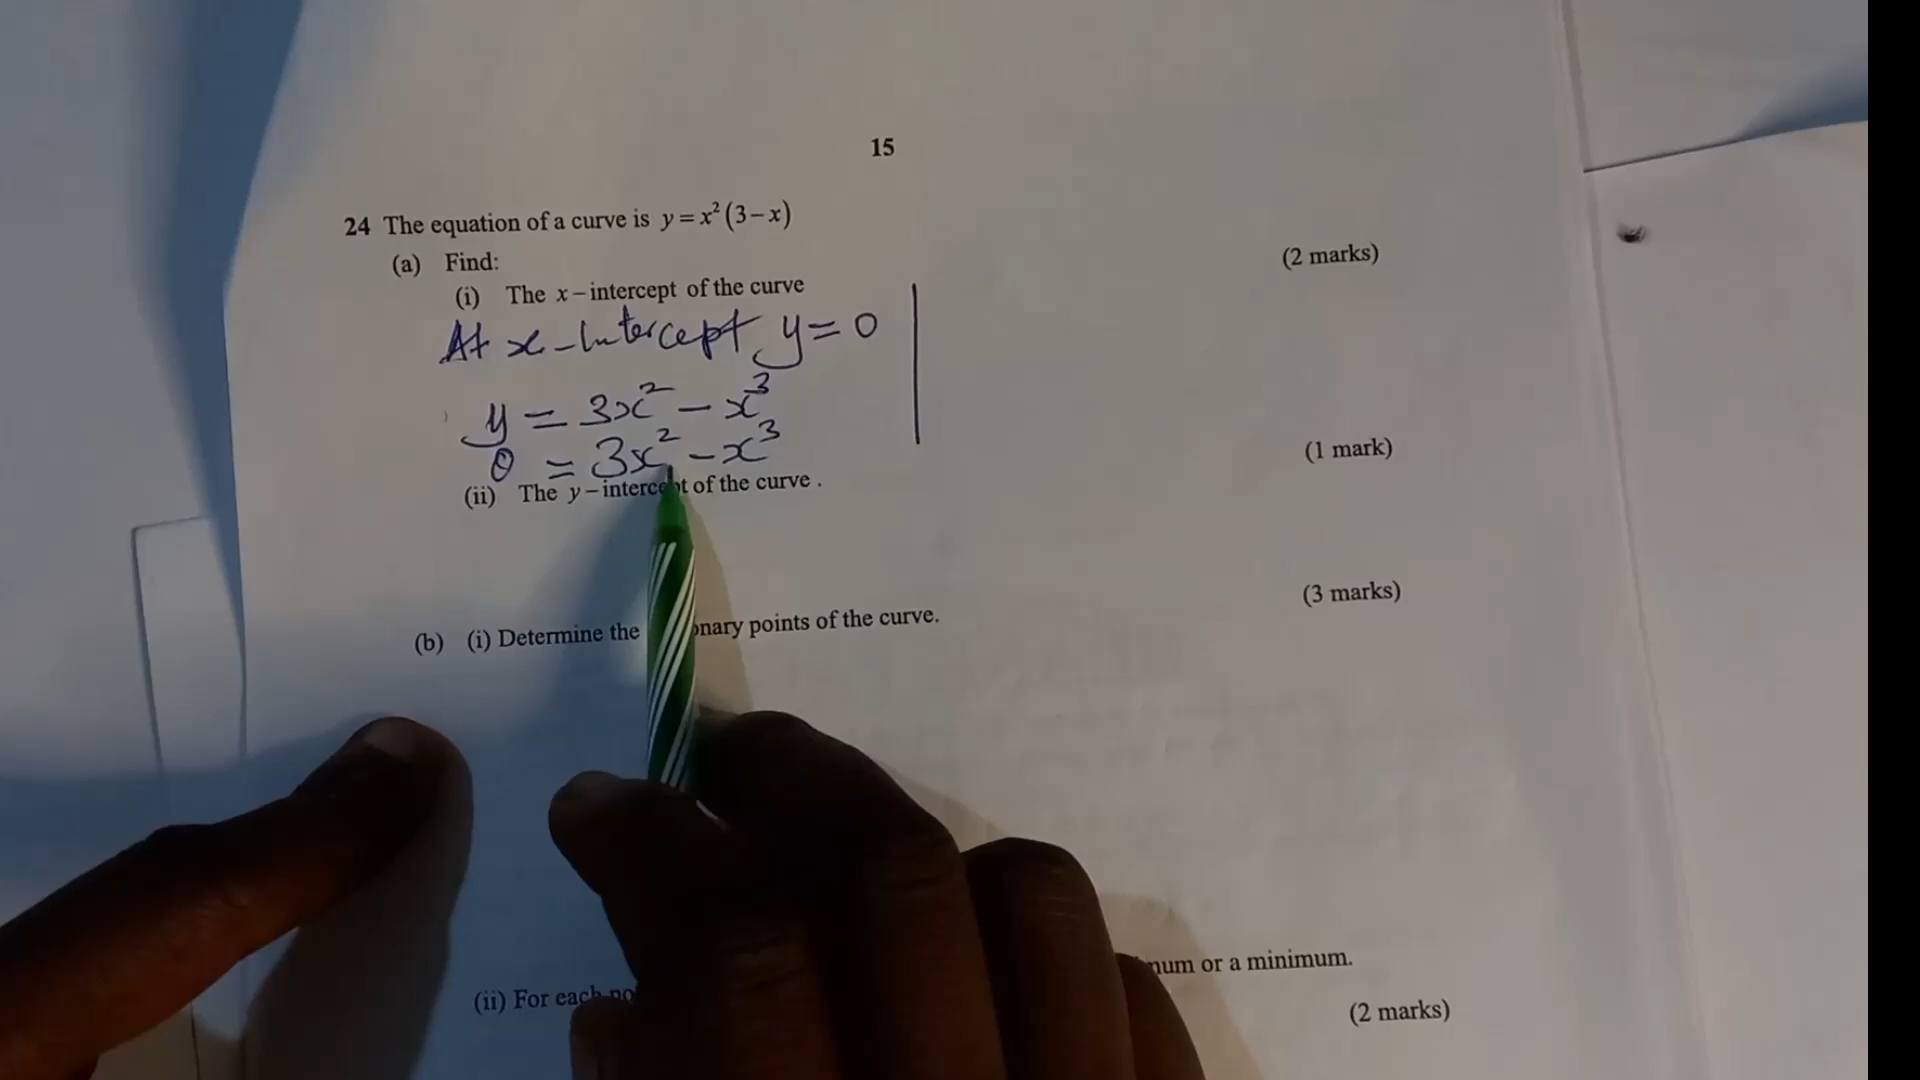 15
24 The equation of a curve is y = x² (3 – x)
(a) Find:
(2 marks)
(i) The x – intercept of the curve
At x-Intercept y = 0
y = 3x² – x³
0 = 3x² – x³
(1 mark)
(ii) The y – intercept of the curve .
(3 marks)
(b) (i) Determine the onary points of the curve.
(ii) For each num or a minimum.
(2 marks)